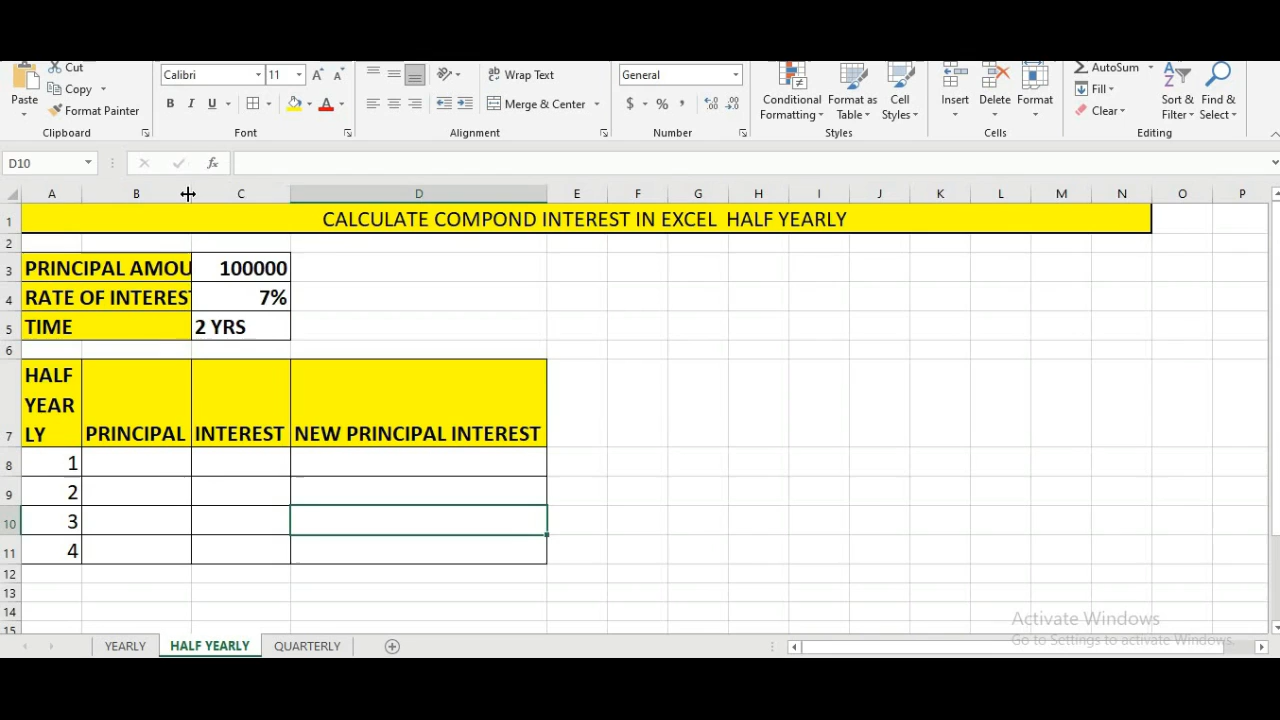 Cut
Copy
Format Painter
Paste
Clipboard
Calibri
11
A
A
B
I
U
A
Font
Wrap Text
ab
Merge & Center
Alignment
General
$
%
,
Number
Conditional
Formatting
Format as
Table
Cell
Styles
Styles
Insert
Delete
Format
Cells
AutoSum
Fill
Clear
Sort &
Filter
Find &
Select
Editing
D10
fx
A B C D E F G H I J K L M N O P
1 CALCULATE COMPOND INTEREST IN EXCEL HALF YEARLY
2
3 PRINCIPAL AMOU 100000
4 RATE OF INTEREST 7%
5 TIME 2 YRS
6
HALF
YEAR
7 LY PRINCIPAL INTEREST NEW PRINCIPAL INTEREST
8 1
9 2
10 3
11 4
12
13
14
15
Activate Windows
Go to Settings to activate Windows.
YEARLY HALF YEARLY QUARTERLY